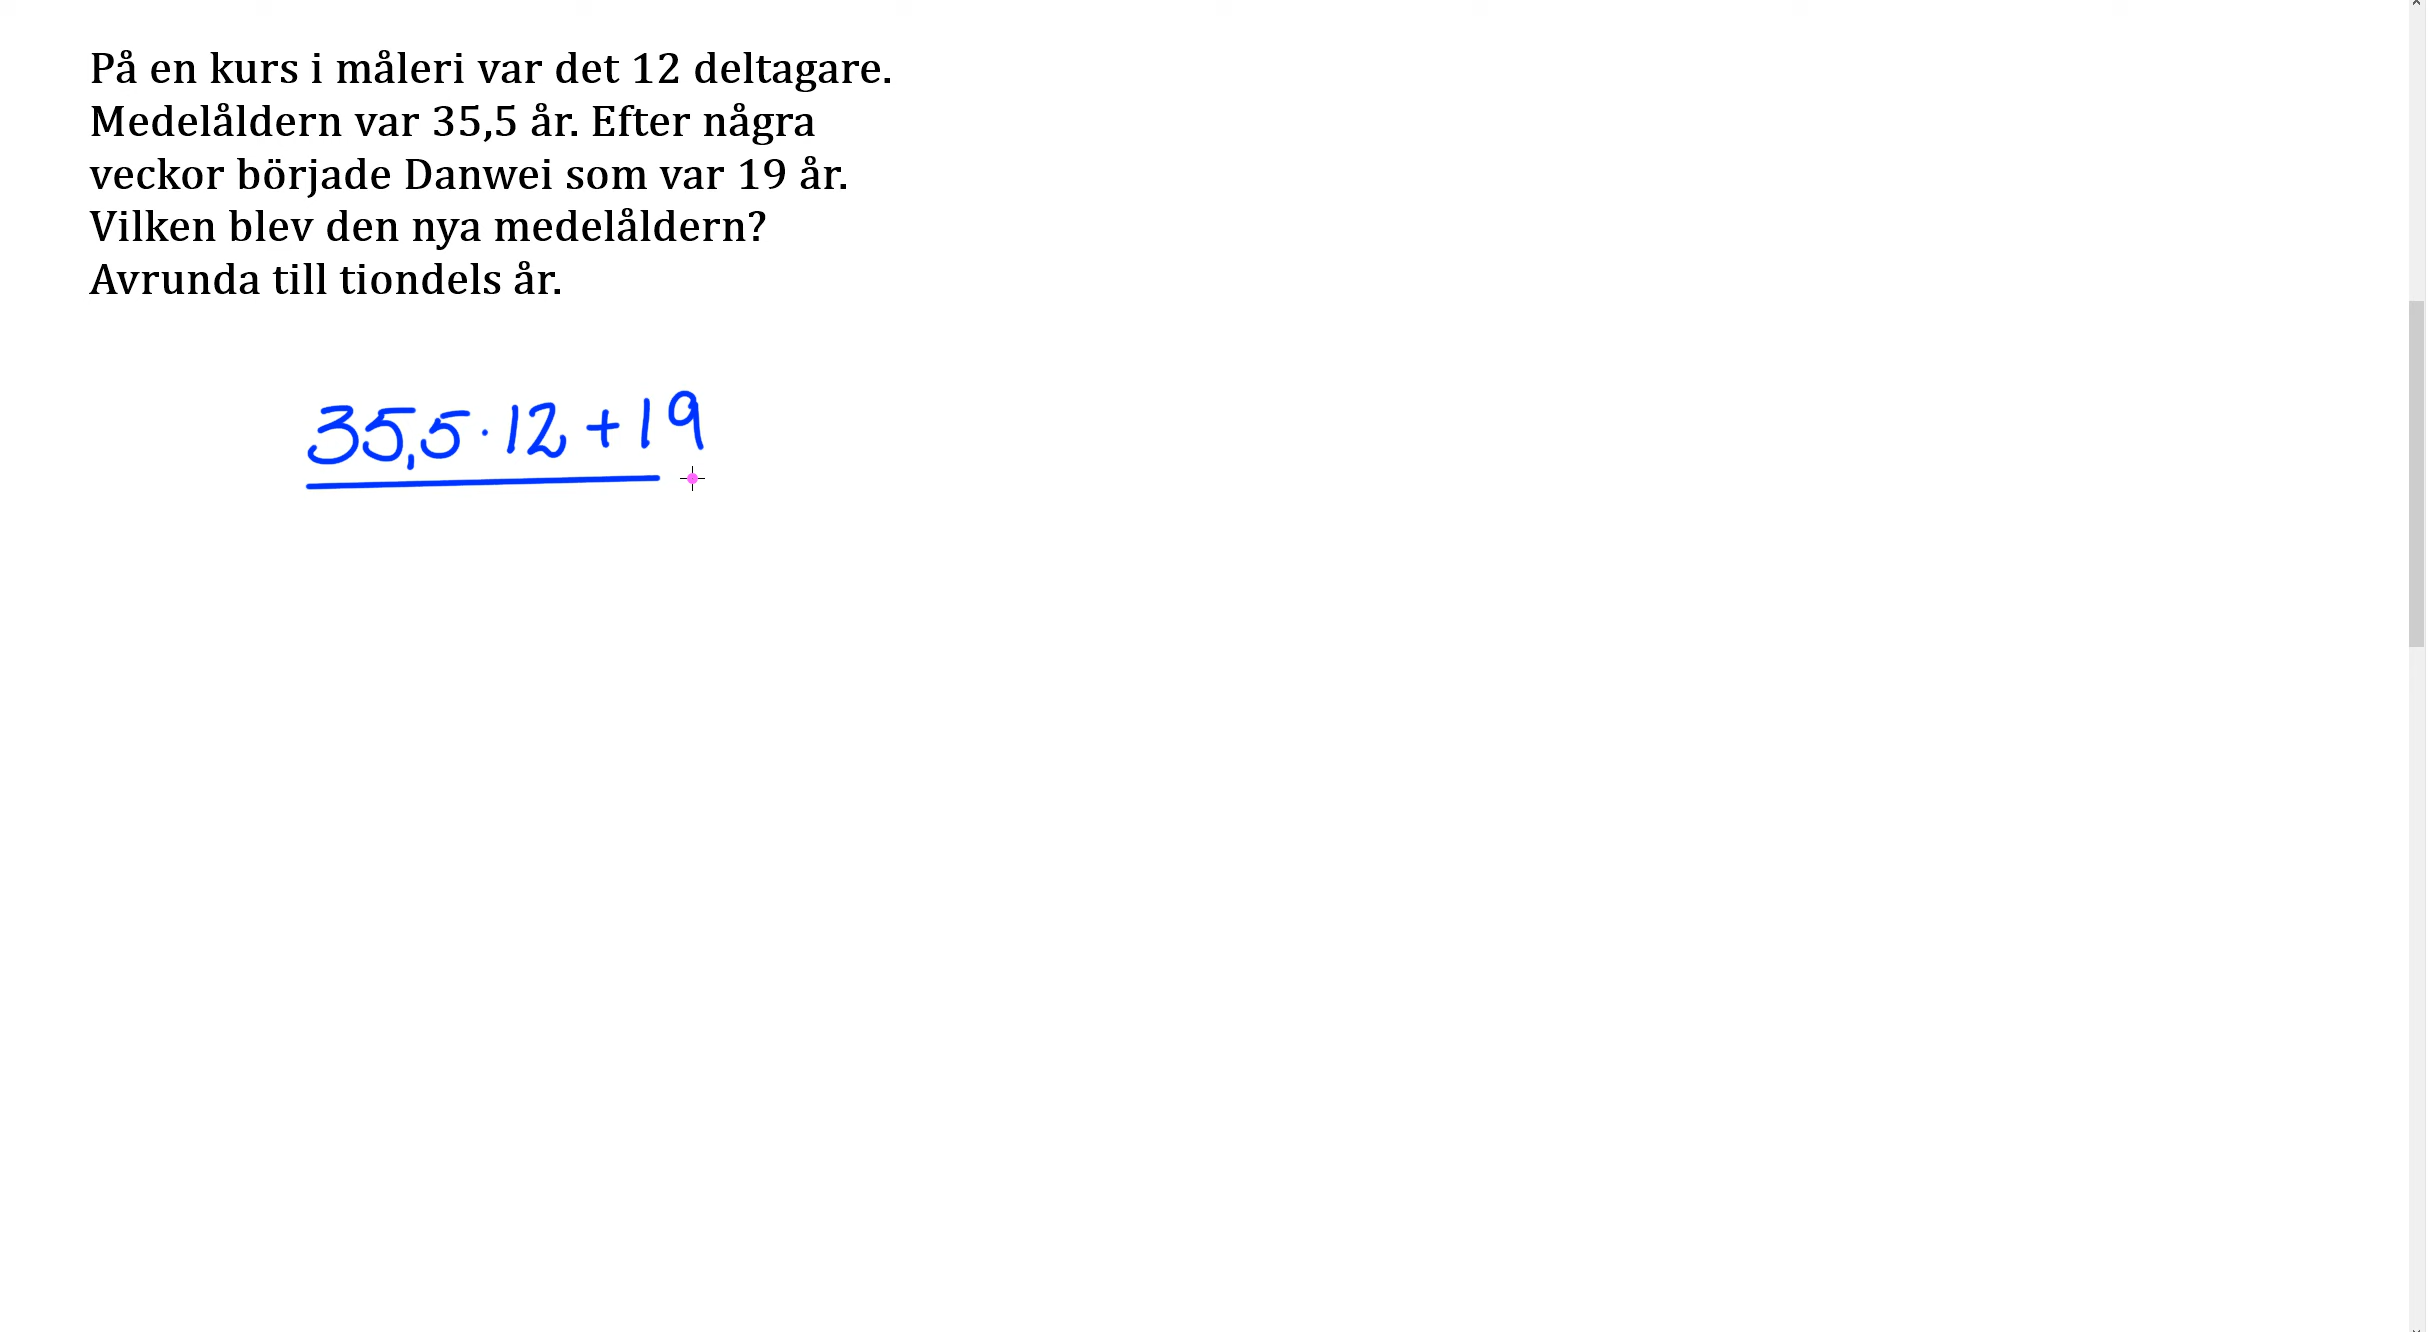 På en kurs i måleri var det 12 deltagare.
Medelåldern var 35,5 år. Efter några
veckor började Danwei som var 19 år.
Vilken blev den nya medelåldern?
Avrunda till tiondels år.
35,5 · 12 + 19